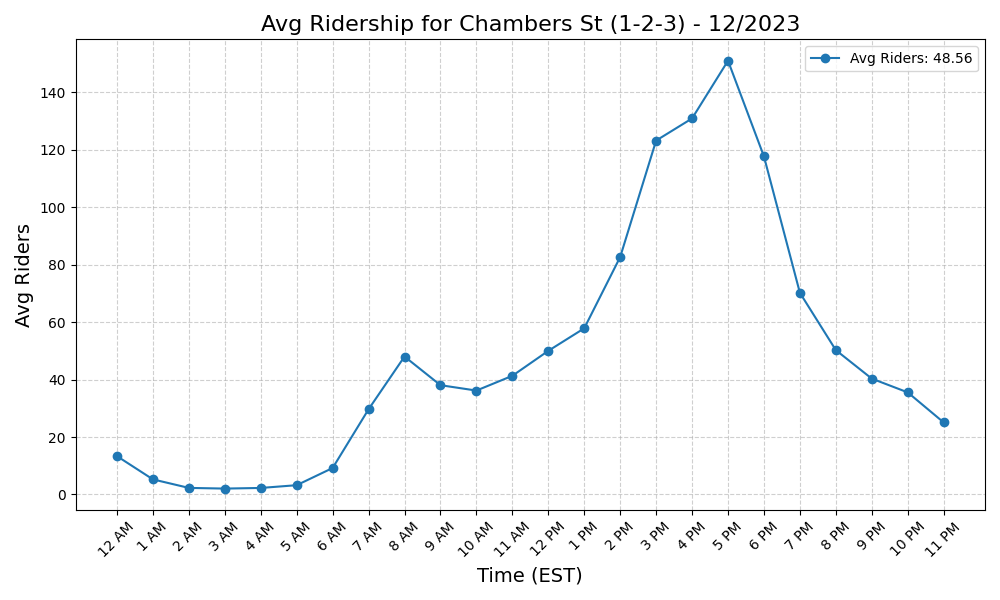 Avg Ridership for Chambers St (1-2-3) - 12/2023
Avg Riders: 48.56
Avg Riders
140
120
100
80
60
40
20
0
12 AM
1 AM
2 AM
3 AM
4 AM
5 AM
6 AM
7 AM
8 AM
9 AM
10 AM
11 AM
12 PM
1 PM
2 PM
3 PM
4 PM
5 PM
6 PM
7 PM
8 PM
9 PM
10 PM
11 PM
Time (EST)